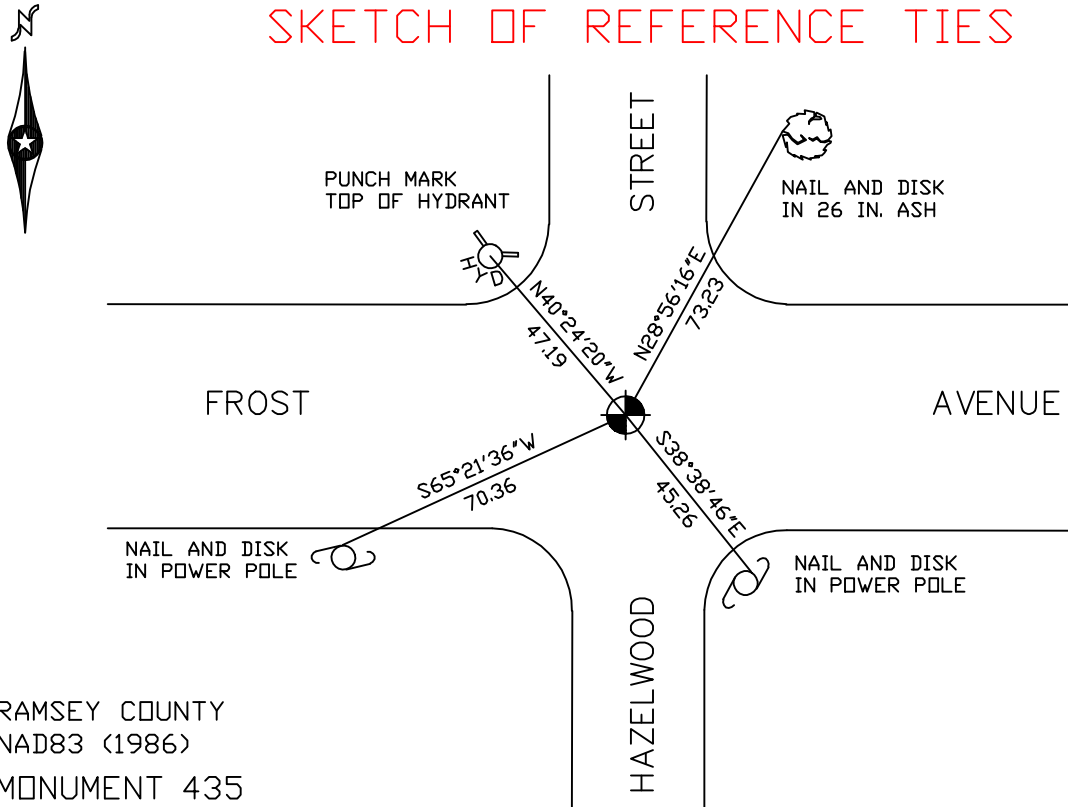 N
SKETCH OF REFERENCE TIES
STREET
PUNCH MARK
TOP OF HYDRANT
NAIL AND DISK
IN 26 IN. ASH
HYD
N40°24'20"W
47.19
N28°56'16"E
73.23
FROST
AVENUE
S65°21'36"W
70.36
S38°38'46"E
45.26
NAIL AND DISK
IN POWER POLE
NAIL AND DISK
IN POWER POLE
HAZELWOOD
RAMSEY COUNTY
NAD83 (1986)
MONUMENT 435